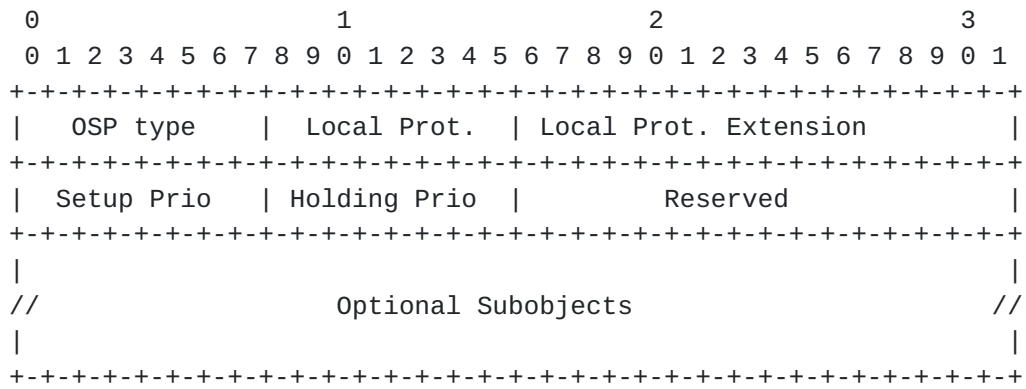 0                   1                   2                   3
 0 1 2 3 4 5 6 7 8 9 0 1 2 3 4 5 6 7 8 9 0 1 2 3 4 5 6 7 8 9 0 1
+-+-+-+-+-+-+-+-+-+-+-+-+-+-+-+-+-+-+-+-+-+-+-+-+-+-+-+-+-+-+-+-+
|   OSP type    |  Local Prot.  | Local Prot. Extension         |
+-+-+-+-+-+-+-+-+-+-+-+-+-+-+-+-+-+-+-+-+-+-+-+-+-+-+-+-+-+-+-+-+
|  Setup Prio   | Holding Prio  |         Reserved              |
+-+-+-+-+-+-+-+-+-+-+-+-+-+-+-+-+-+-+-+-+-+-+-+-+-+-+-+-+-+-+-+-+
|                                                               |
//                   Optional Subobjects                       //
|                                                               |
+-+-+-+-+-+-+-+-+-+-+-+-+-+-+-+-+-+-+-+-+-+-+-+-+-+-+-+-+-+-+-+-+